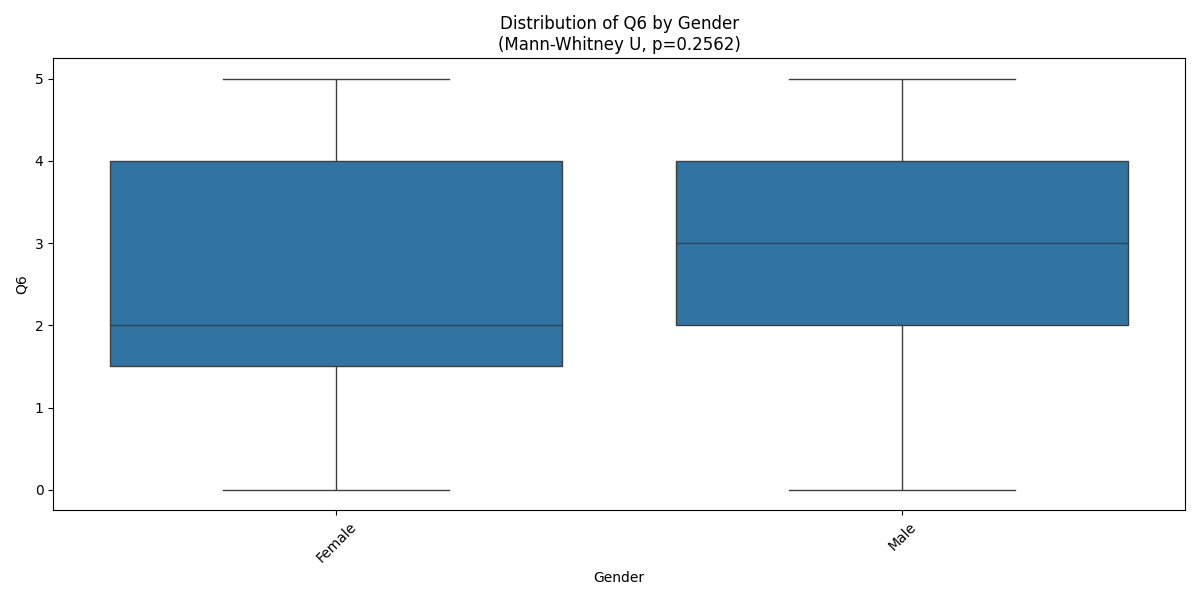 Distribution of Q6 by Gender
(Mann-Whitney U, p=0.2562)
5
4
3
2
1
0
Q6
Female
Male
Gender